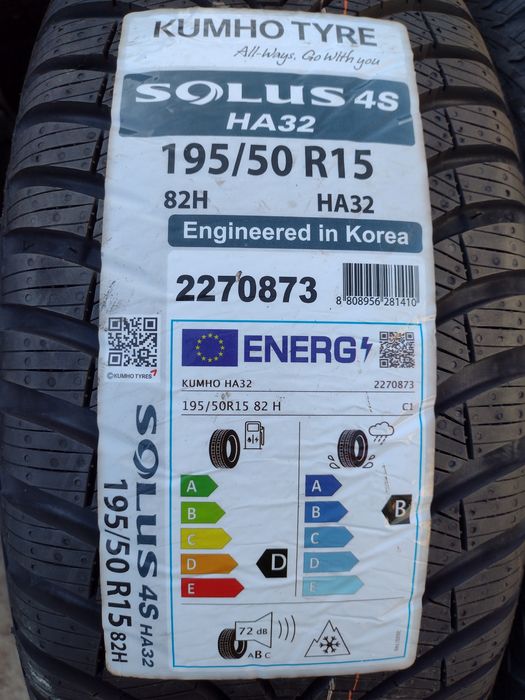 KUMHO TYRE
All-Ways. Go With you
SOLUS 4S
HA32
195/50 R15
82H HA32
Engineered in Korea
2270873
8 808956 281410
©KUMHO TYRES
ENERG
KUMHO HA32 2270873
195/50R15 82 H C1
A
B
C
D
E
D
A
B
C
D
E
B
72 dB
ABC
SOLUS 4S HA32
195/50 R15 82H